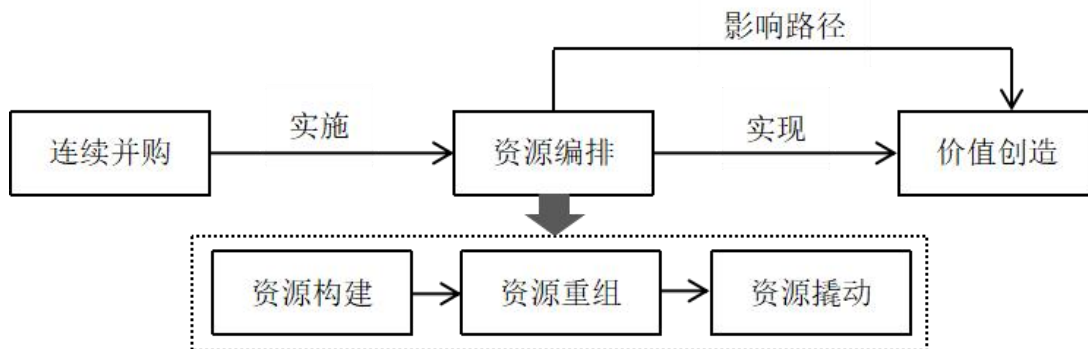 影响路径
连续并购
实施
资源编排
实现
价值创造
资源构建
资源重组
资源撬动